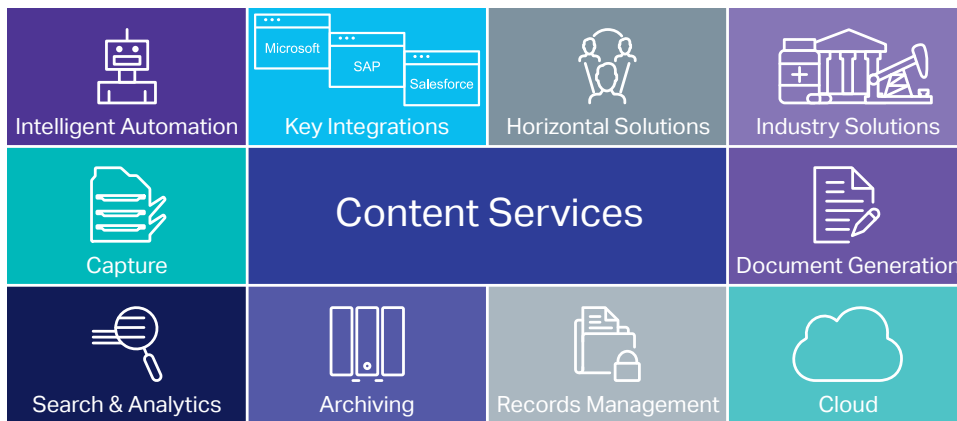 Microsoft
SAP
Salesforce
Intelligent Automation
Key Integrations
Horizontal Solutions
Industry Solutions
Capture
Content Services
Document Generation
Search & Analytics
Archiving
Records Management
Cloud